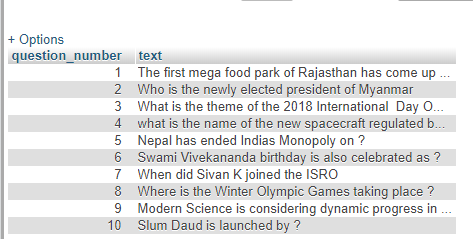 + Options
question_number text
1 The first mega food park of Rajasthan has come up ...
2 Who is the newly elected president of Myanmar
3 What is the theme of the 2018 International Day O...
4 what is the name of the new spacecraft regulated b...
5 Nepal has ended Indias Monopoly on ?
6 Swami Vivekananda birthday is also celebrated as ?
7 When did Sivan K joined the ISRO
8 Where is the Winter Olympic Games taking place ?
9 Modern Science is considering dynamic progress in ...
10 Slum Daud is launched by ?